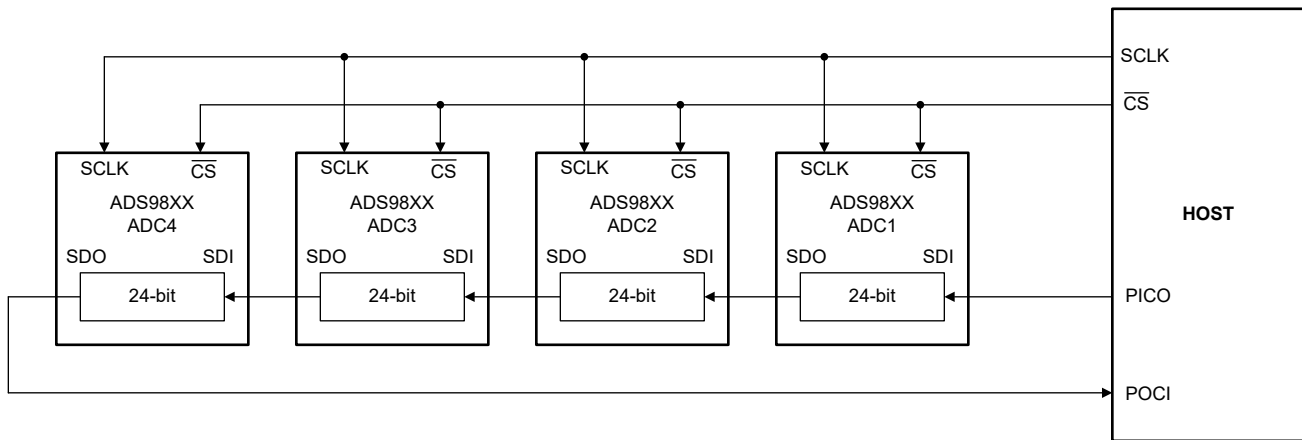 SCLK
CS
HOST
PICO
POCI
SCLK CS
ADS98XX
ADC4
SDO SDI
24-bit
SCLK CS
ADS98XX
ADC3
SDO SDI
24-bit
SCLK CS
ADS98XX
ADC2
SDO SDI
24-bit
SCLK CS
ADS98XX
ADC1
SDO SDI
24-bit